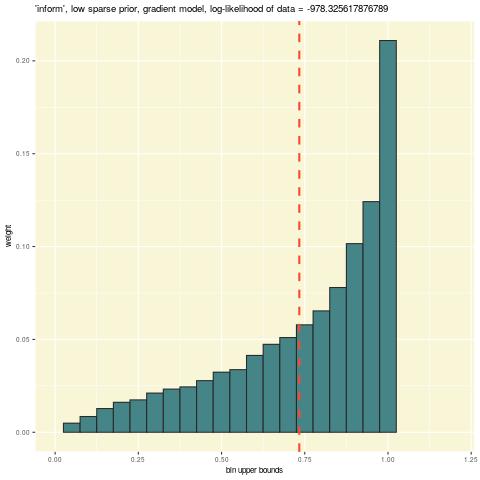 'inform', low sparse prior, gradient model, log-likelihood of data = -978.325617876789
0.20
0.15
0.10
0.05
0.00
weight
0.00 0.25 0.50 0.75 1.00 1.25
bin upper bounds